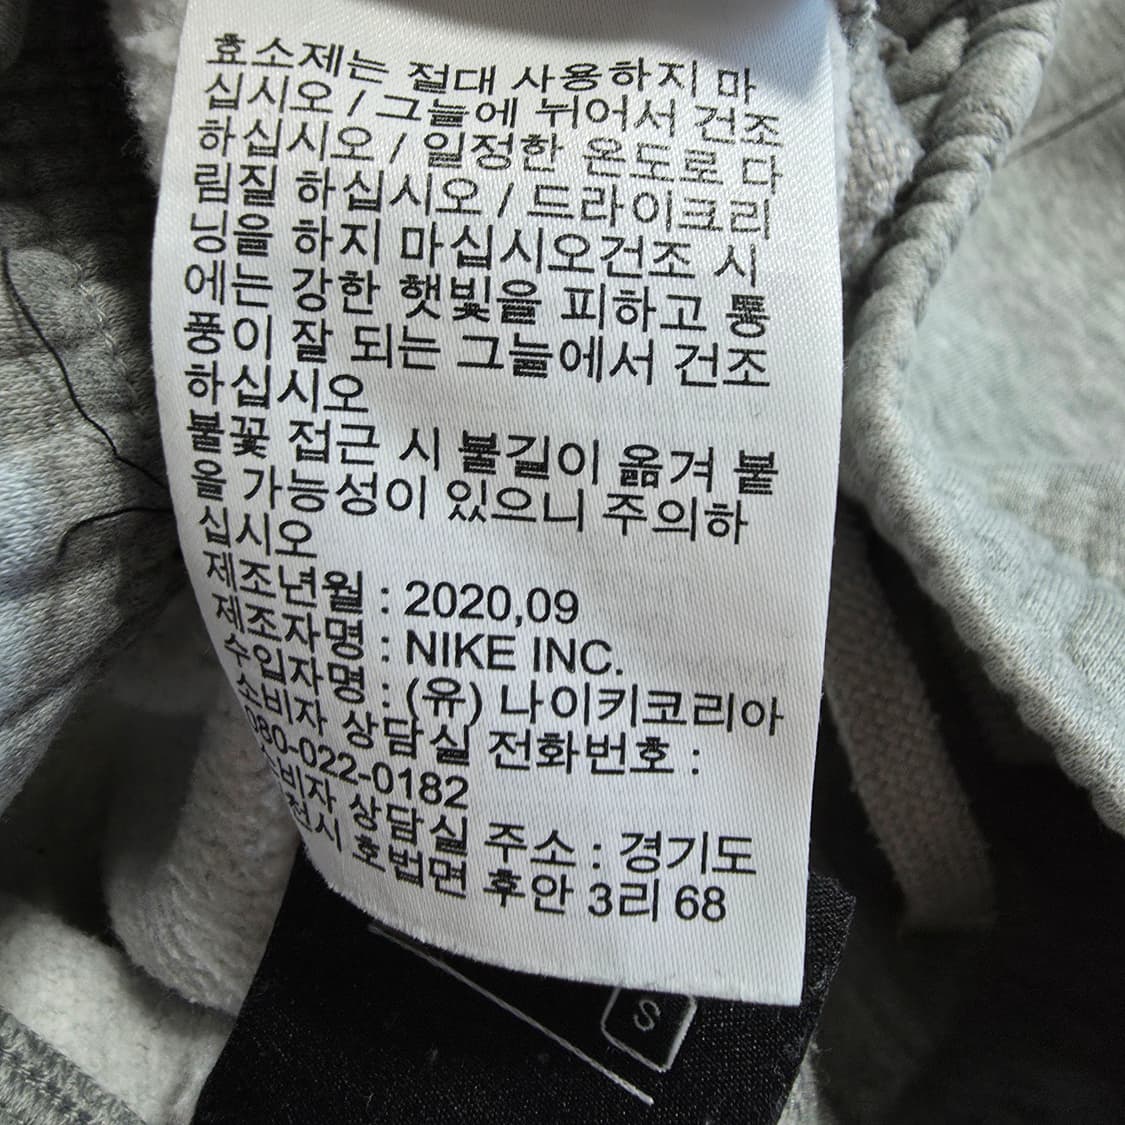 효소제는 절대 사용하지 마
십시오 / 그늘에 뉘어서 건조
하십시오 / 일정한 온도로 다
림질 하십시오 / 드라이크리
닝을 하지 마십시오건조 시
에는 강한 햇빛을 피하고 통
풍이 잘 되는 그늘에서 건조
하십시오
불꽃 접근 시 불길이 옮겨 붙
을 가능성이 있으니 주의하
십시오
제조년월 : 2020,09
제조자명 : NIKE INC.
수입자명 : (유) 나이키코리아
소비자 상담실 전화번호 :
080-022-0182
소비자 상담실 주소 : 경기도
호법면 후안 3리 68
S